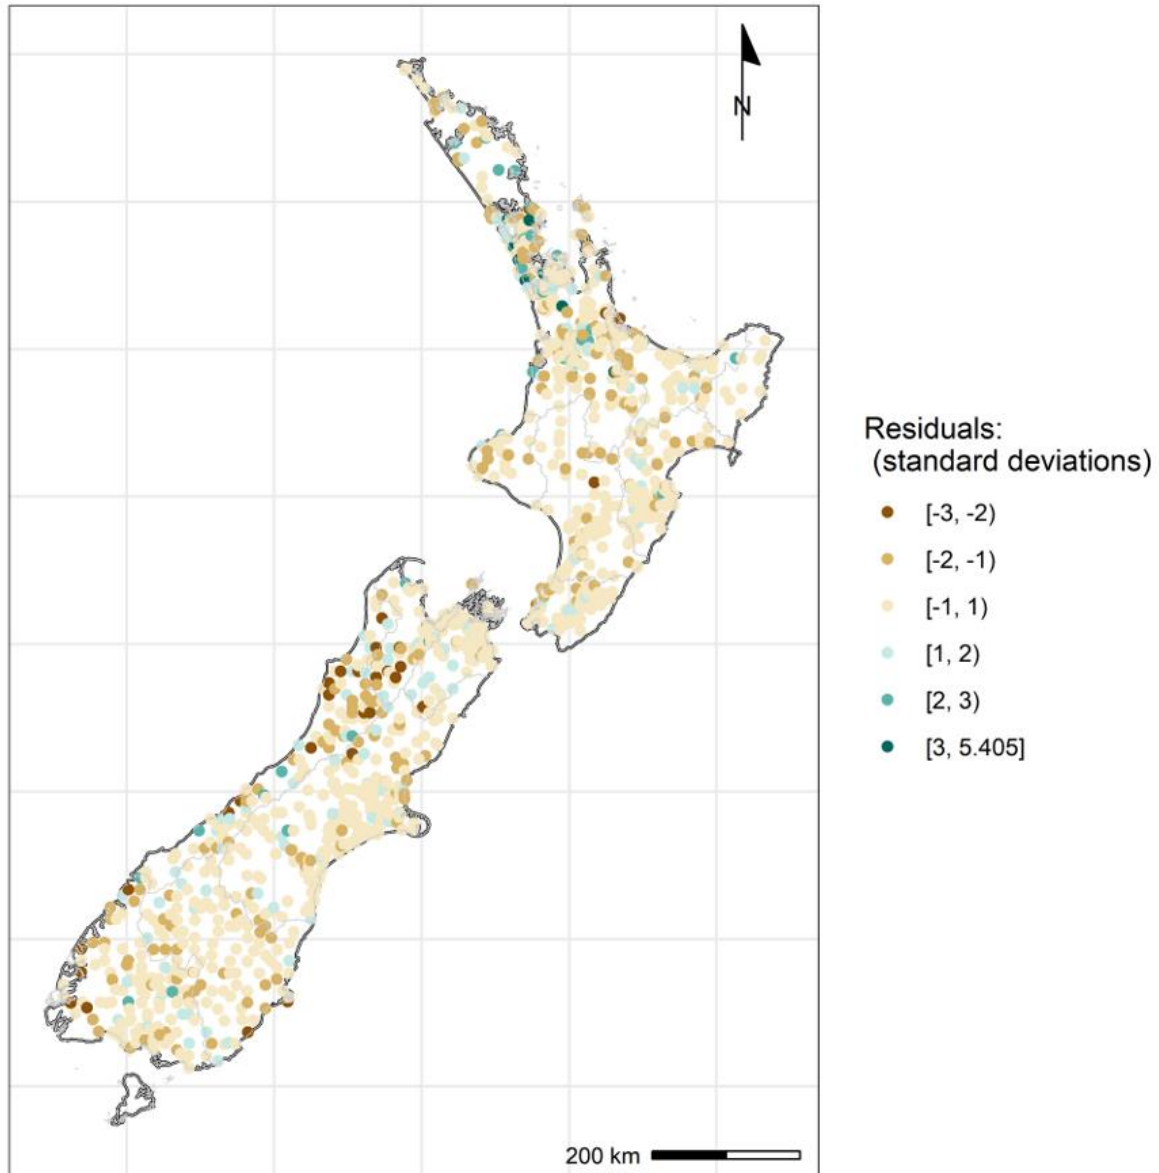 N
Residuals:
(standard deviations)
[-3, -2)
[-2, -1)
[-1, 1)
[1, 2)
[2, 3)
[3, 5.405]
200 km